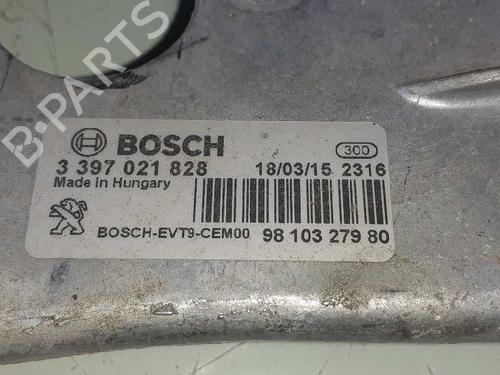 B-PARTS
BOSCH
300
3 397 021 828
18/03/15 2316
Made in Hungary
BOSCH-EVT9-CEM00
98 103 279 80